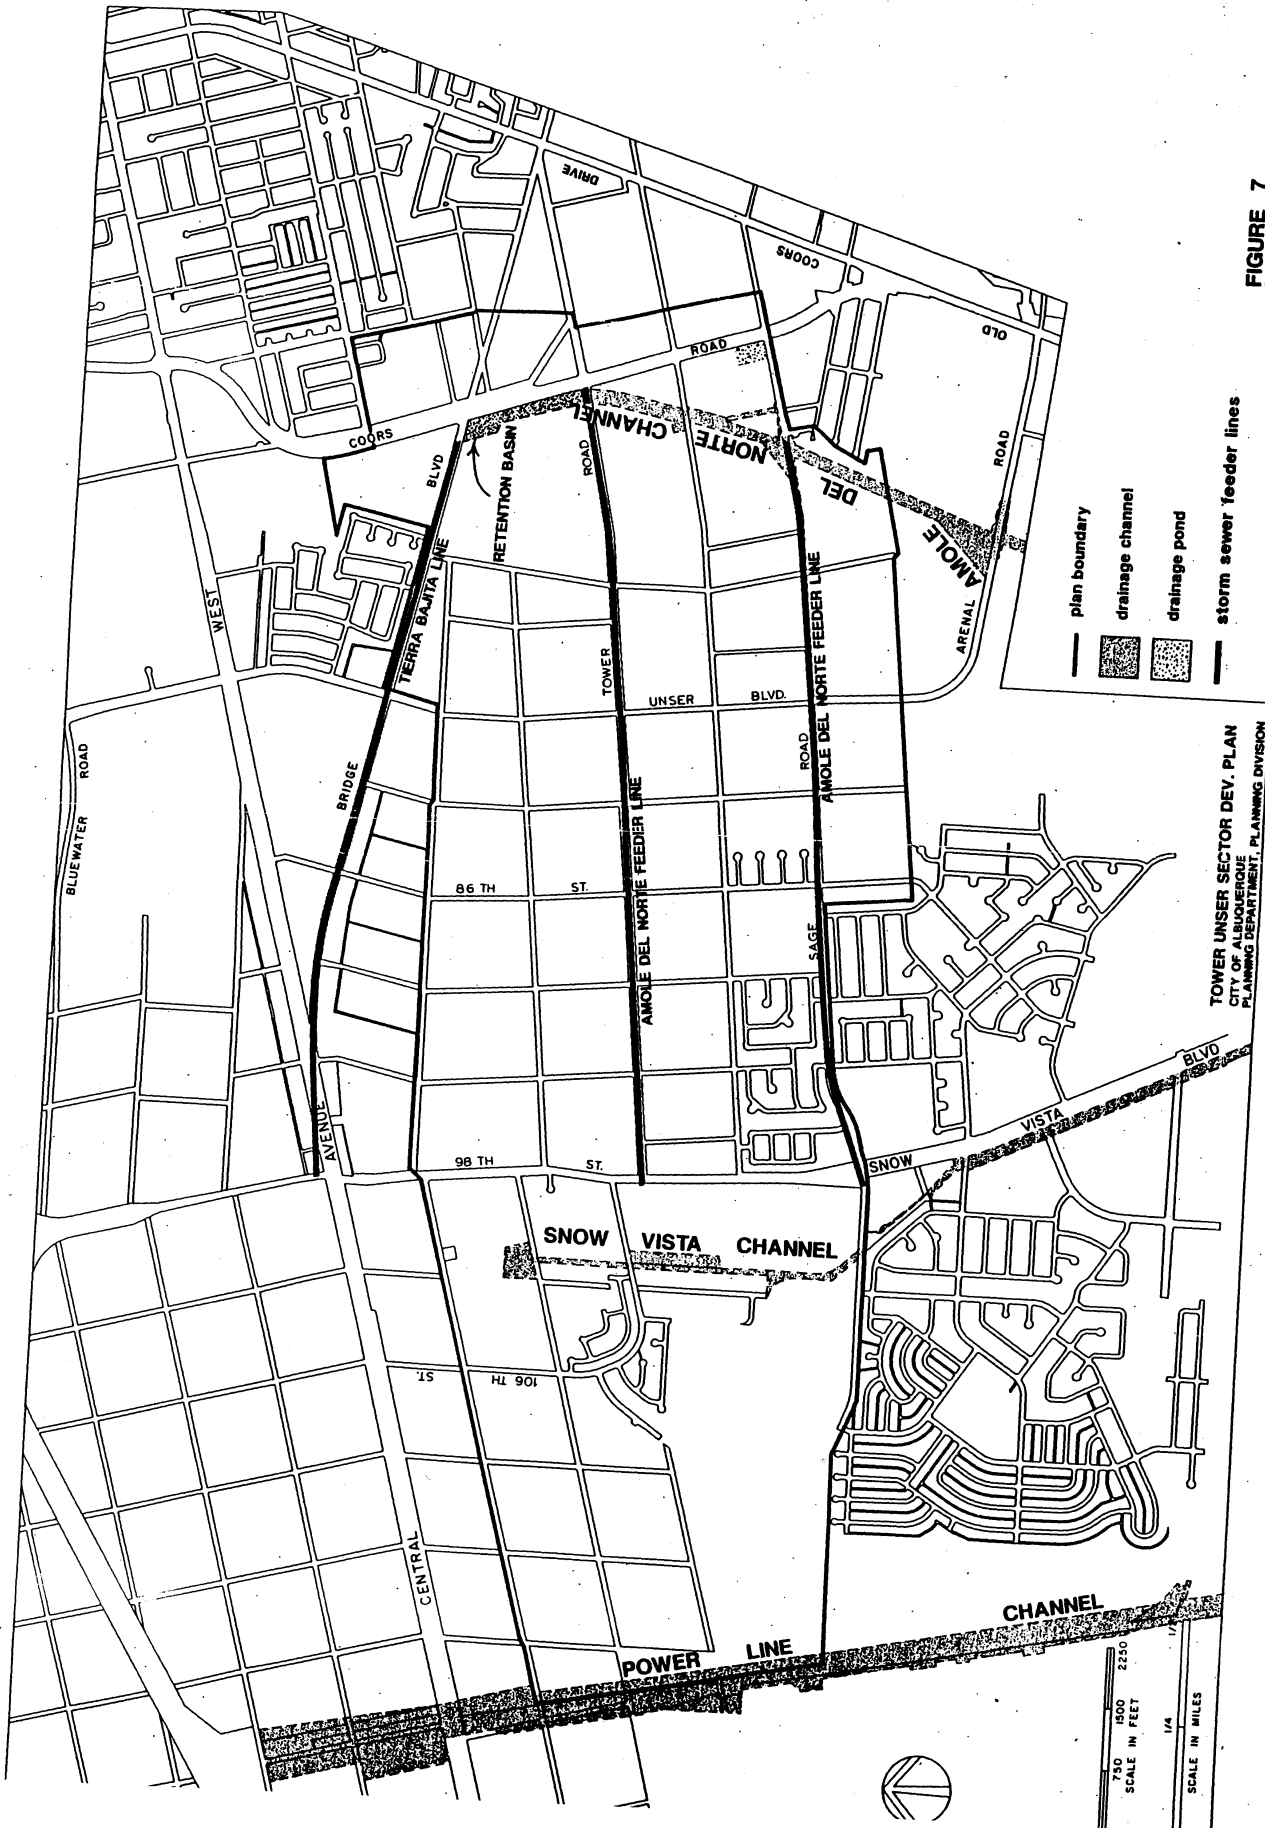 FIGURE 7
BLUEWATER ROAD
WEST
COORS
BLVD
BRIDGE
TIERRA BAJITA LINE
RETENTION BASIN
DRIVE
COORS
ROAD
OLD
ROAD
TOWER
UNSER BLVD.
ROAD
SAGE
AMOLE DEL NORTE FEEDER LINE
AMOLE DEL NORTE FEEDER LINE
AMOLE DEL NORTE CHANNEL
ARENAL ROAD
86 TH ST.
98 TH ST.
AVENUE
SNOW VISTA BLVD
SNOW VISTA CHANNEL
106 TH ST.
CENTRAL
POWER LINE CHANNEL
plan boundary
drainage channel
drainage pond
storm sewer feeder lines
TOWER UNSER SECTOR DEV. PLAN
CITY OF ALBUQUERQUE
PLANNING DEPARTMENT, PLANNING DIVISION
750 1500 2250
SCALE IN FEET
1/4 1/2
SCALE IN MILES